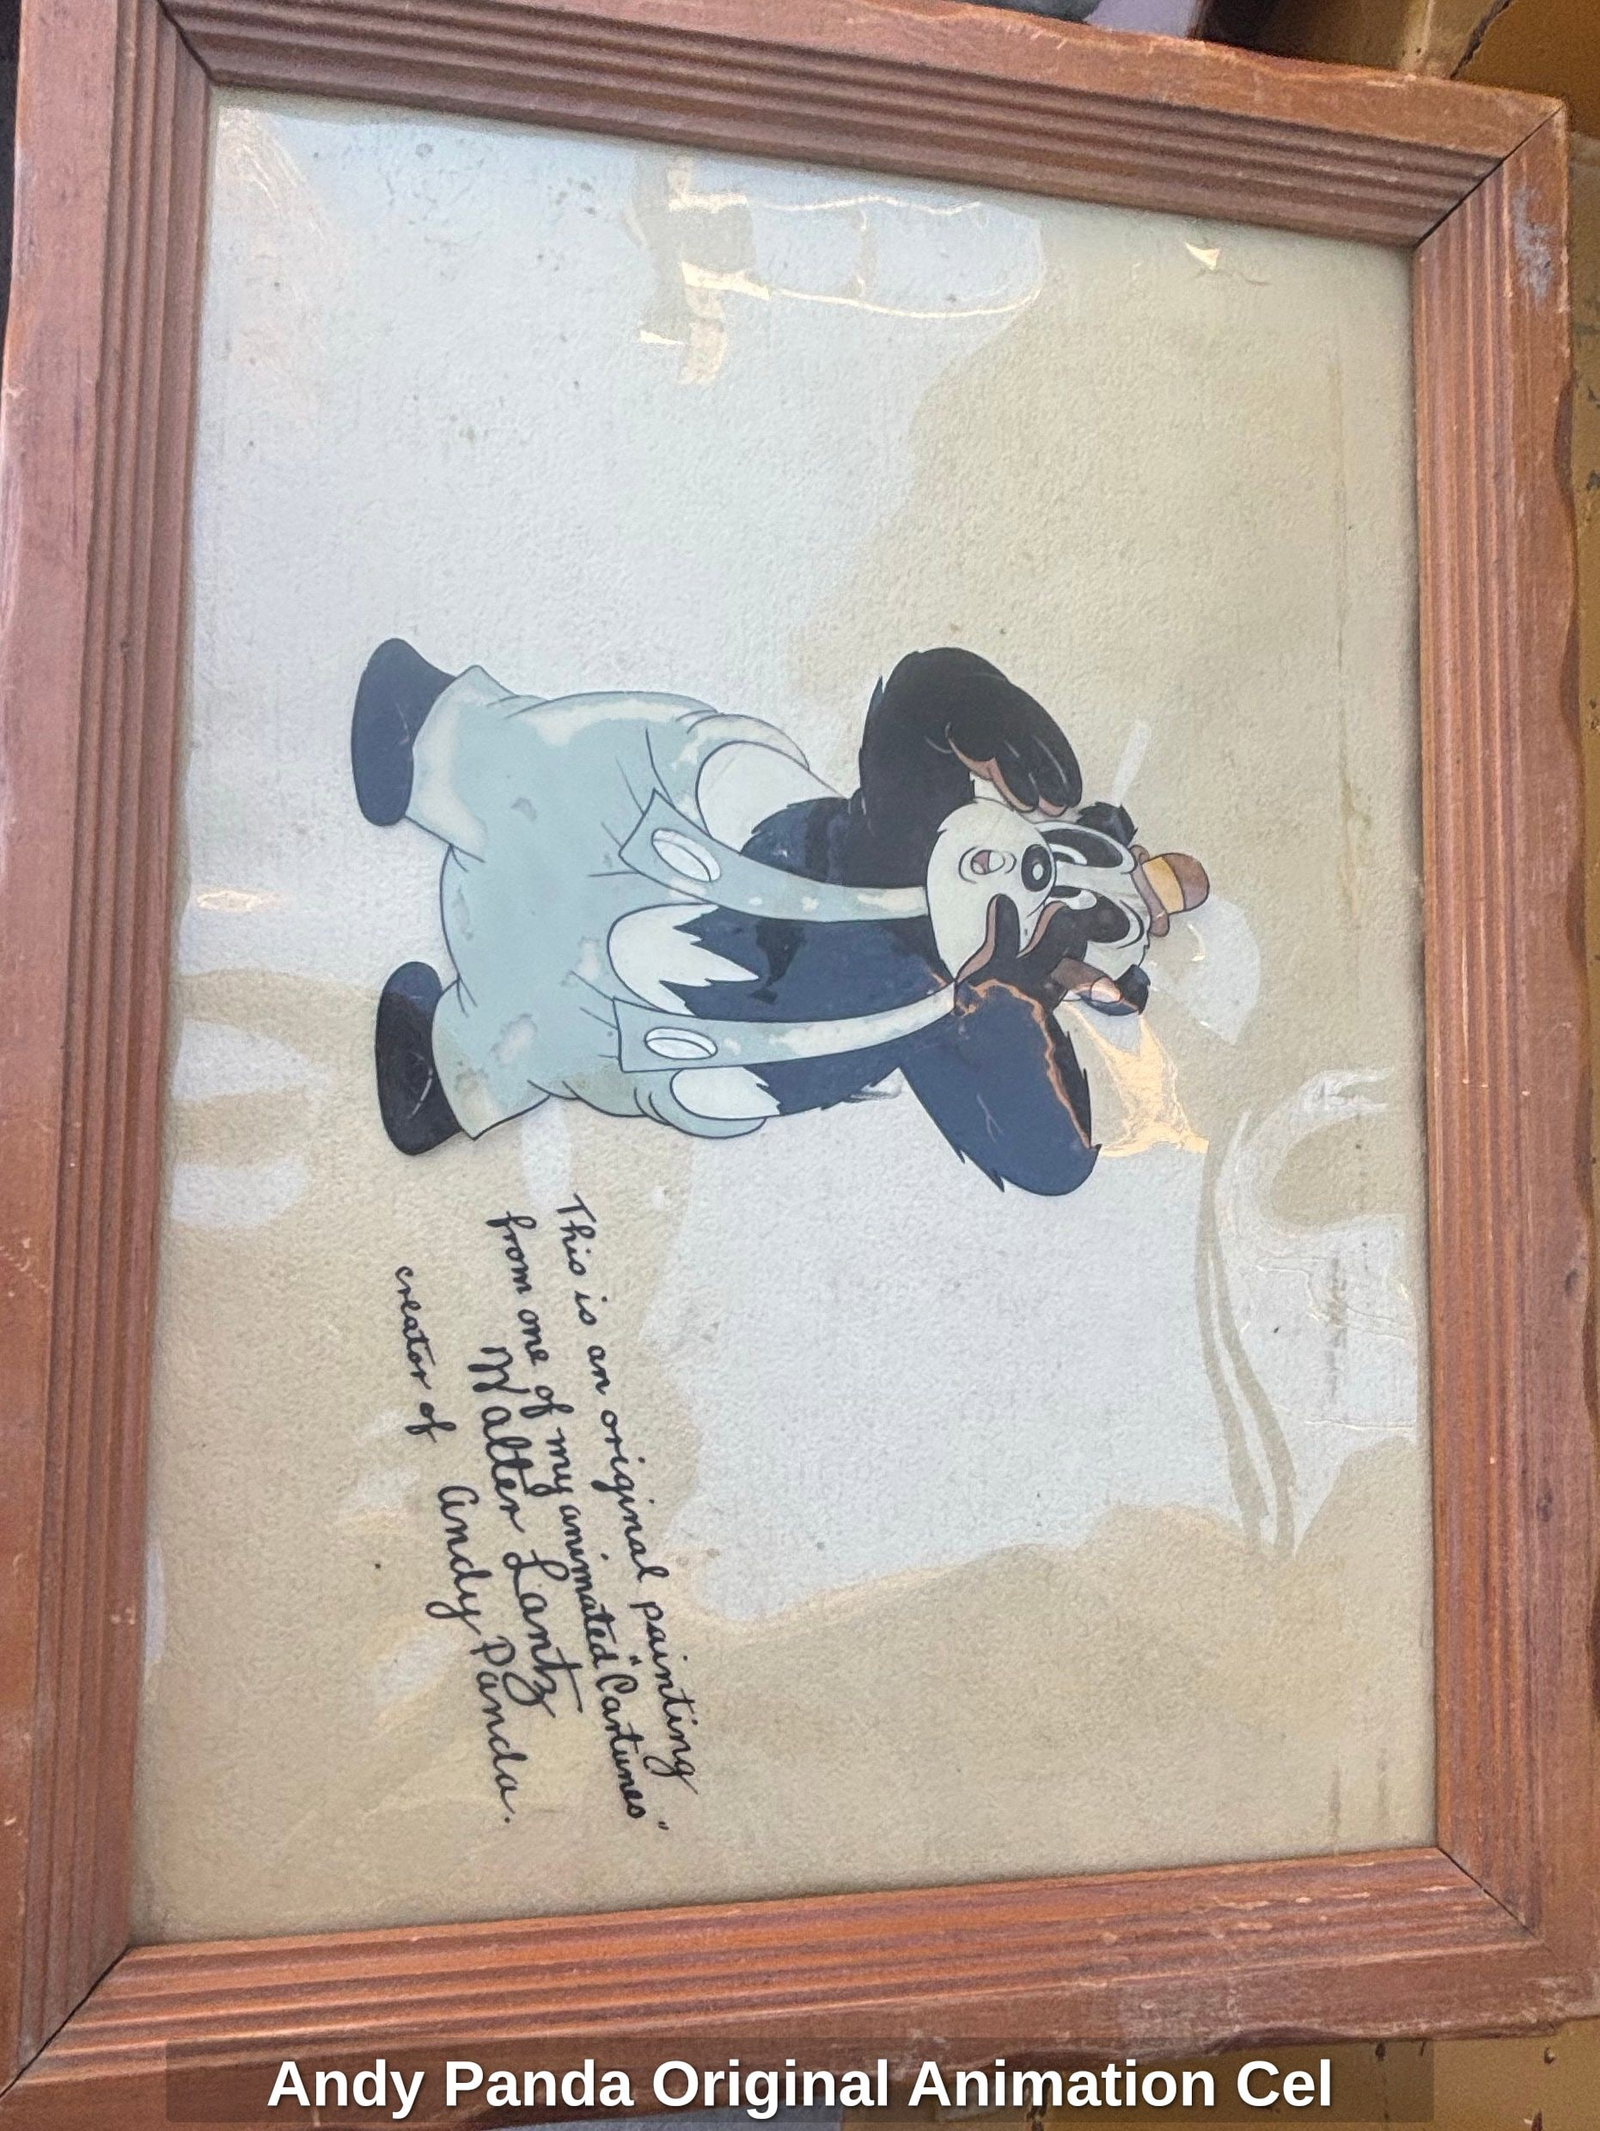 This is an original painting
from one of my animated "Cartunes"
Walter Lantz
creator of Andy Panda.
Andy Panda Original Animation Cel